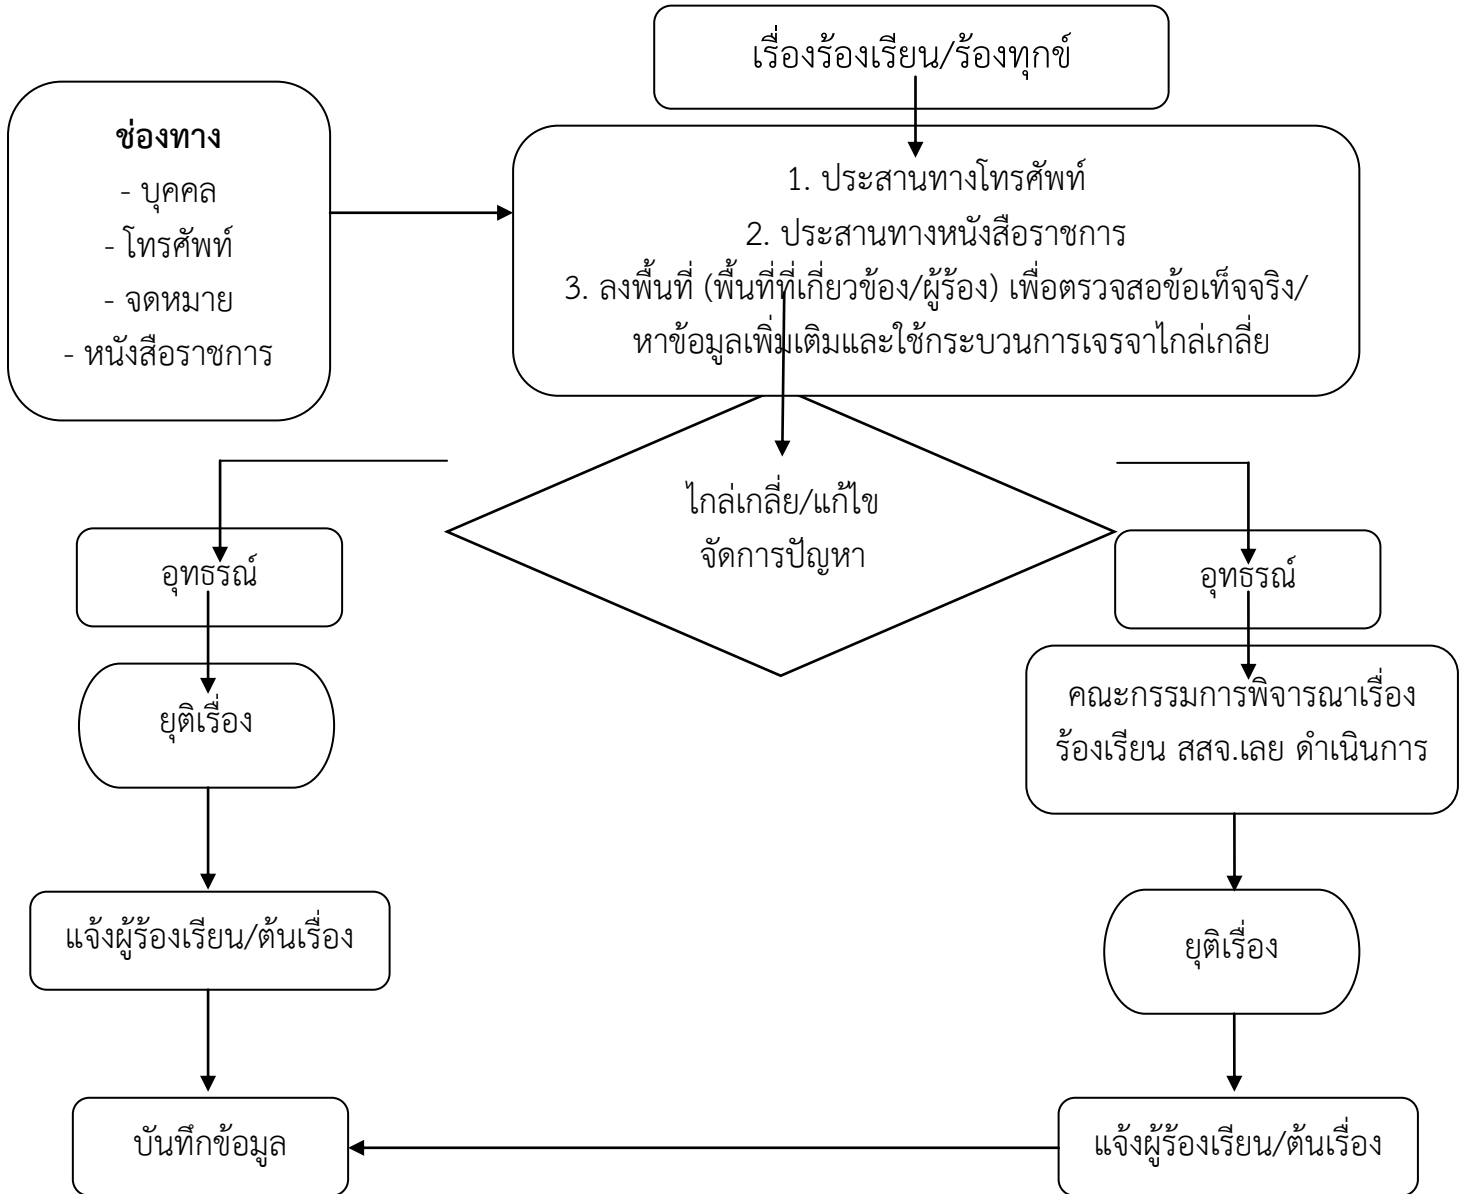 เรื่องร้องเรียน/ร้องทุกข์
ช่องทาง
- บุคคล
- โทรศัพท์
- จดหมาย
- หนังสือราชการ
1. ประสานทางโทรศัพท์
2. ประสานทางหนังสือราชการ
3. ลงพื้นที่ (พื้นที่ที่เกี่ยวข้อง/ผู้ร้อง) เพื่อตรวจสอข้อเท็จจริง/
หาข้อมูลเพิ่มเติมและใช้กระบวนการเจรจาไกล่เกลี่ย
ไกล่เกลี่ย/แก้ไข
จัดการปัญหา
อุทธรณ์
ยุติเรื่อง
แจ้งผู้ร้องเรียน/ต้นเรื่อง
บันทึกข้อมูล
อุทธรณ์
คณะกรรมการพิจารณาเรื่อง
ร้องเรียน สสจ.เลย ดำเนินการ
ยุติเรื่อง
แจ้งผู้ร้องเรียน/ต้นเรื่อง